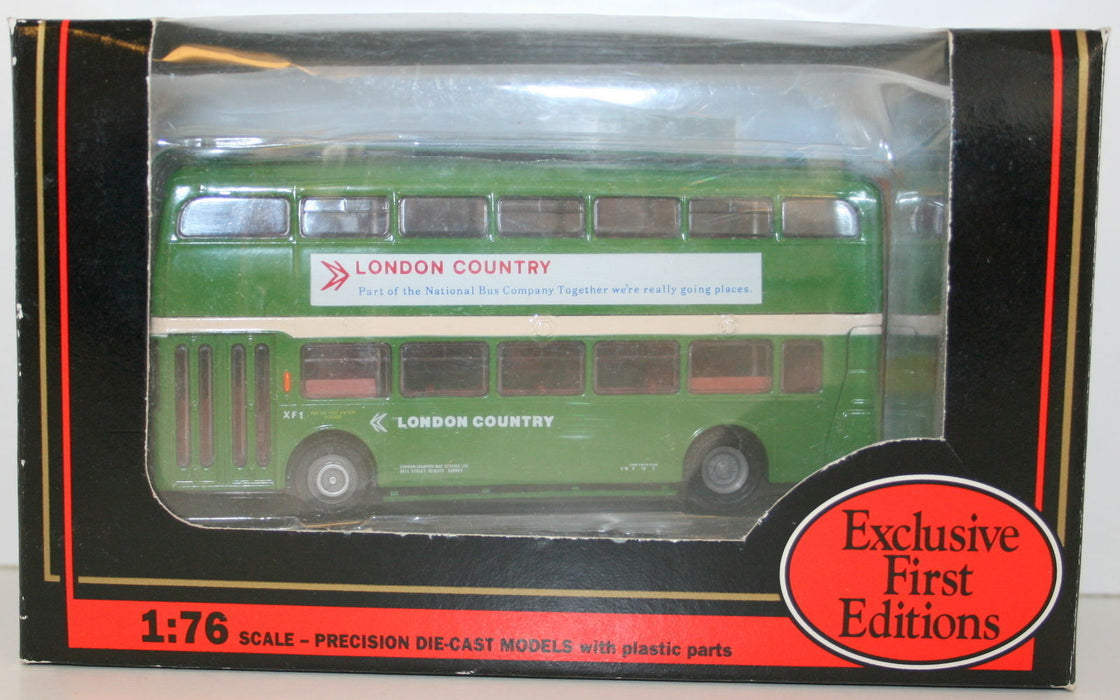 LONDON COUNTRY
Part of the National Bus Company Together we're really going places.
XF1
LONDON COUNTRY
Exclusive
First
Editions
1:76 SCALE – PRECISION DIE-CAST MODELS with plastic parts